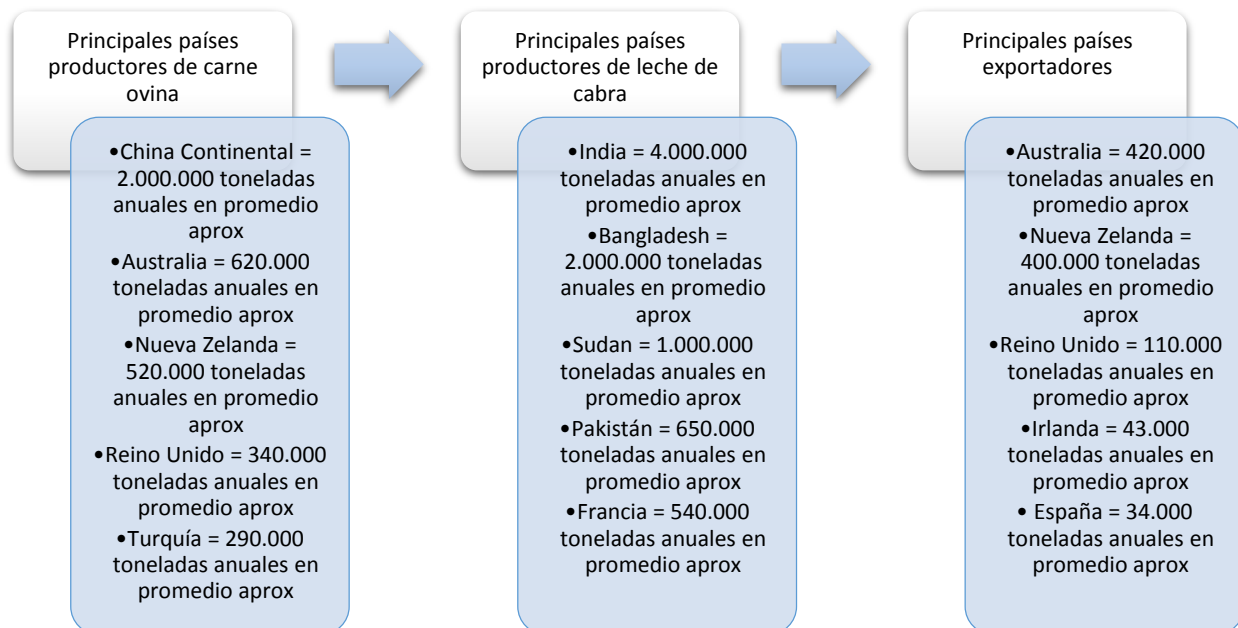 Principales países
productores de carne
ovina
•China Continental =
2.000.000 toneladas
anuales en promedio
aprox
•Australia = 620.000
toneladas anuales en
promedio aprox
•Nueva Zelanda =
520.000 toneladas
anuales en promedio
aprox
•Reino Unido = 340.000
toneladas anuales en
promedio aprox
•Turquía = 290.000
toneladas anuales en
promedio aprox
Principales países
productores de leche de
cabra
•India = 4.000.000
toneladas anuales en
promedio aprox
•Bangladesh =
2.000.000 toneladas
anuales en promedio
aprox
•Sudan = 1.000.000
toneladas anuales en
promedio aprox
•Pakistán = 650.000
toneladas anuales en
promedio aprox
•Francia = 540.000
toneladas anuales en
promedio aprox
Principales países
exportadores
•Australia = 420.000
toneladas anuales en
promedio aprox
•Nueva Zelanda =
400.000 toneladas
anuales en promedio
aprox
•Reino Unido = 110.000
toneladas anuales en
promedio aprox
•Irlanda = 43.000
toneladas anuales en
promedio aprox
• España = 34.000
toneladas anuales en
promedio aprox